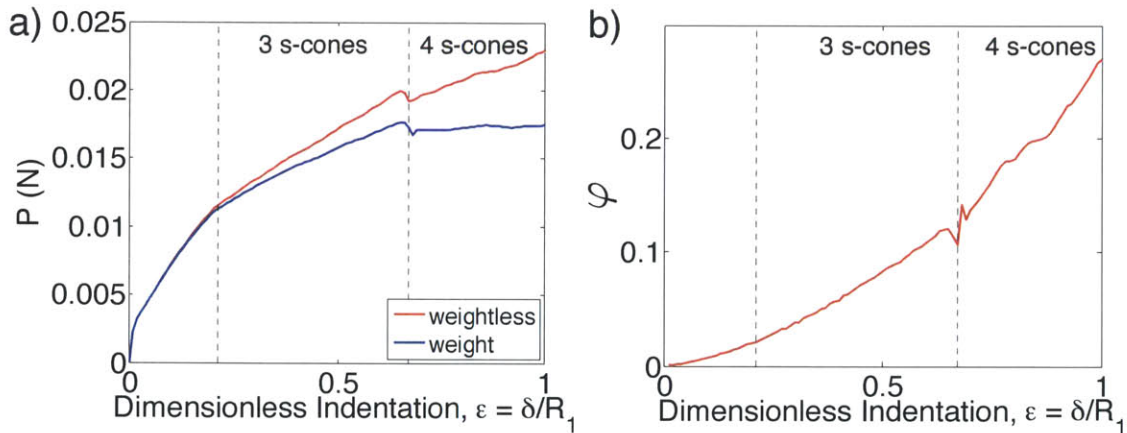 a)
0.025
0.02
0.015
0.01
0.005
0
P (N)
3 s-cones
4 s-cones
weightless
weight
0
0.5
1
Dimensionless Indentation, ε = δ/R₁
b)
0.2
0.1
0
φ
3 s-cones
4 s-cones
0
0.5
1
Dimensionless Indentation, ε = δ/R₁